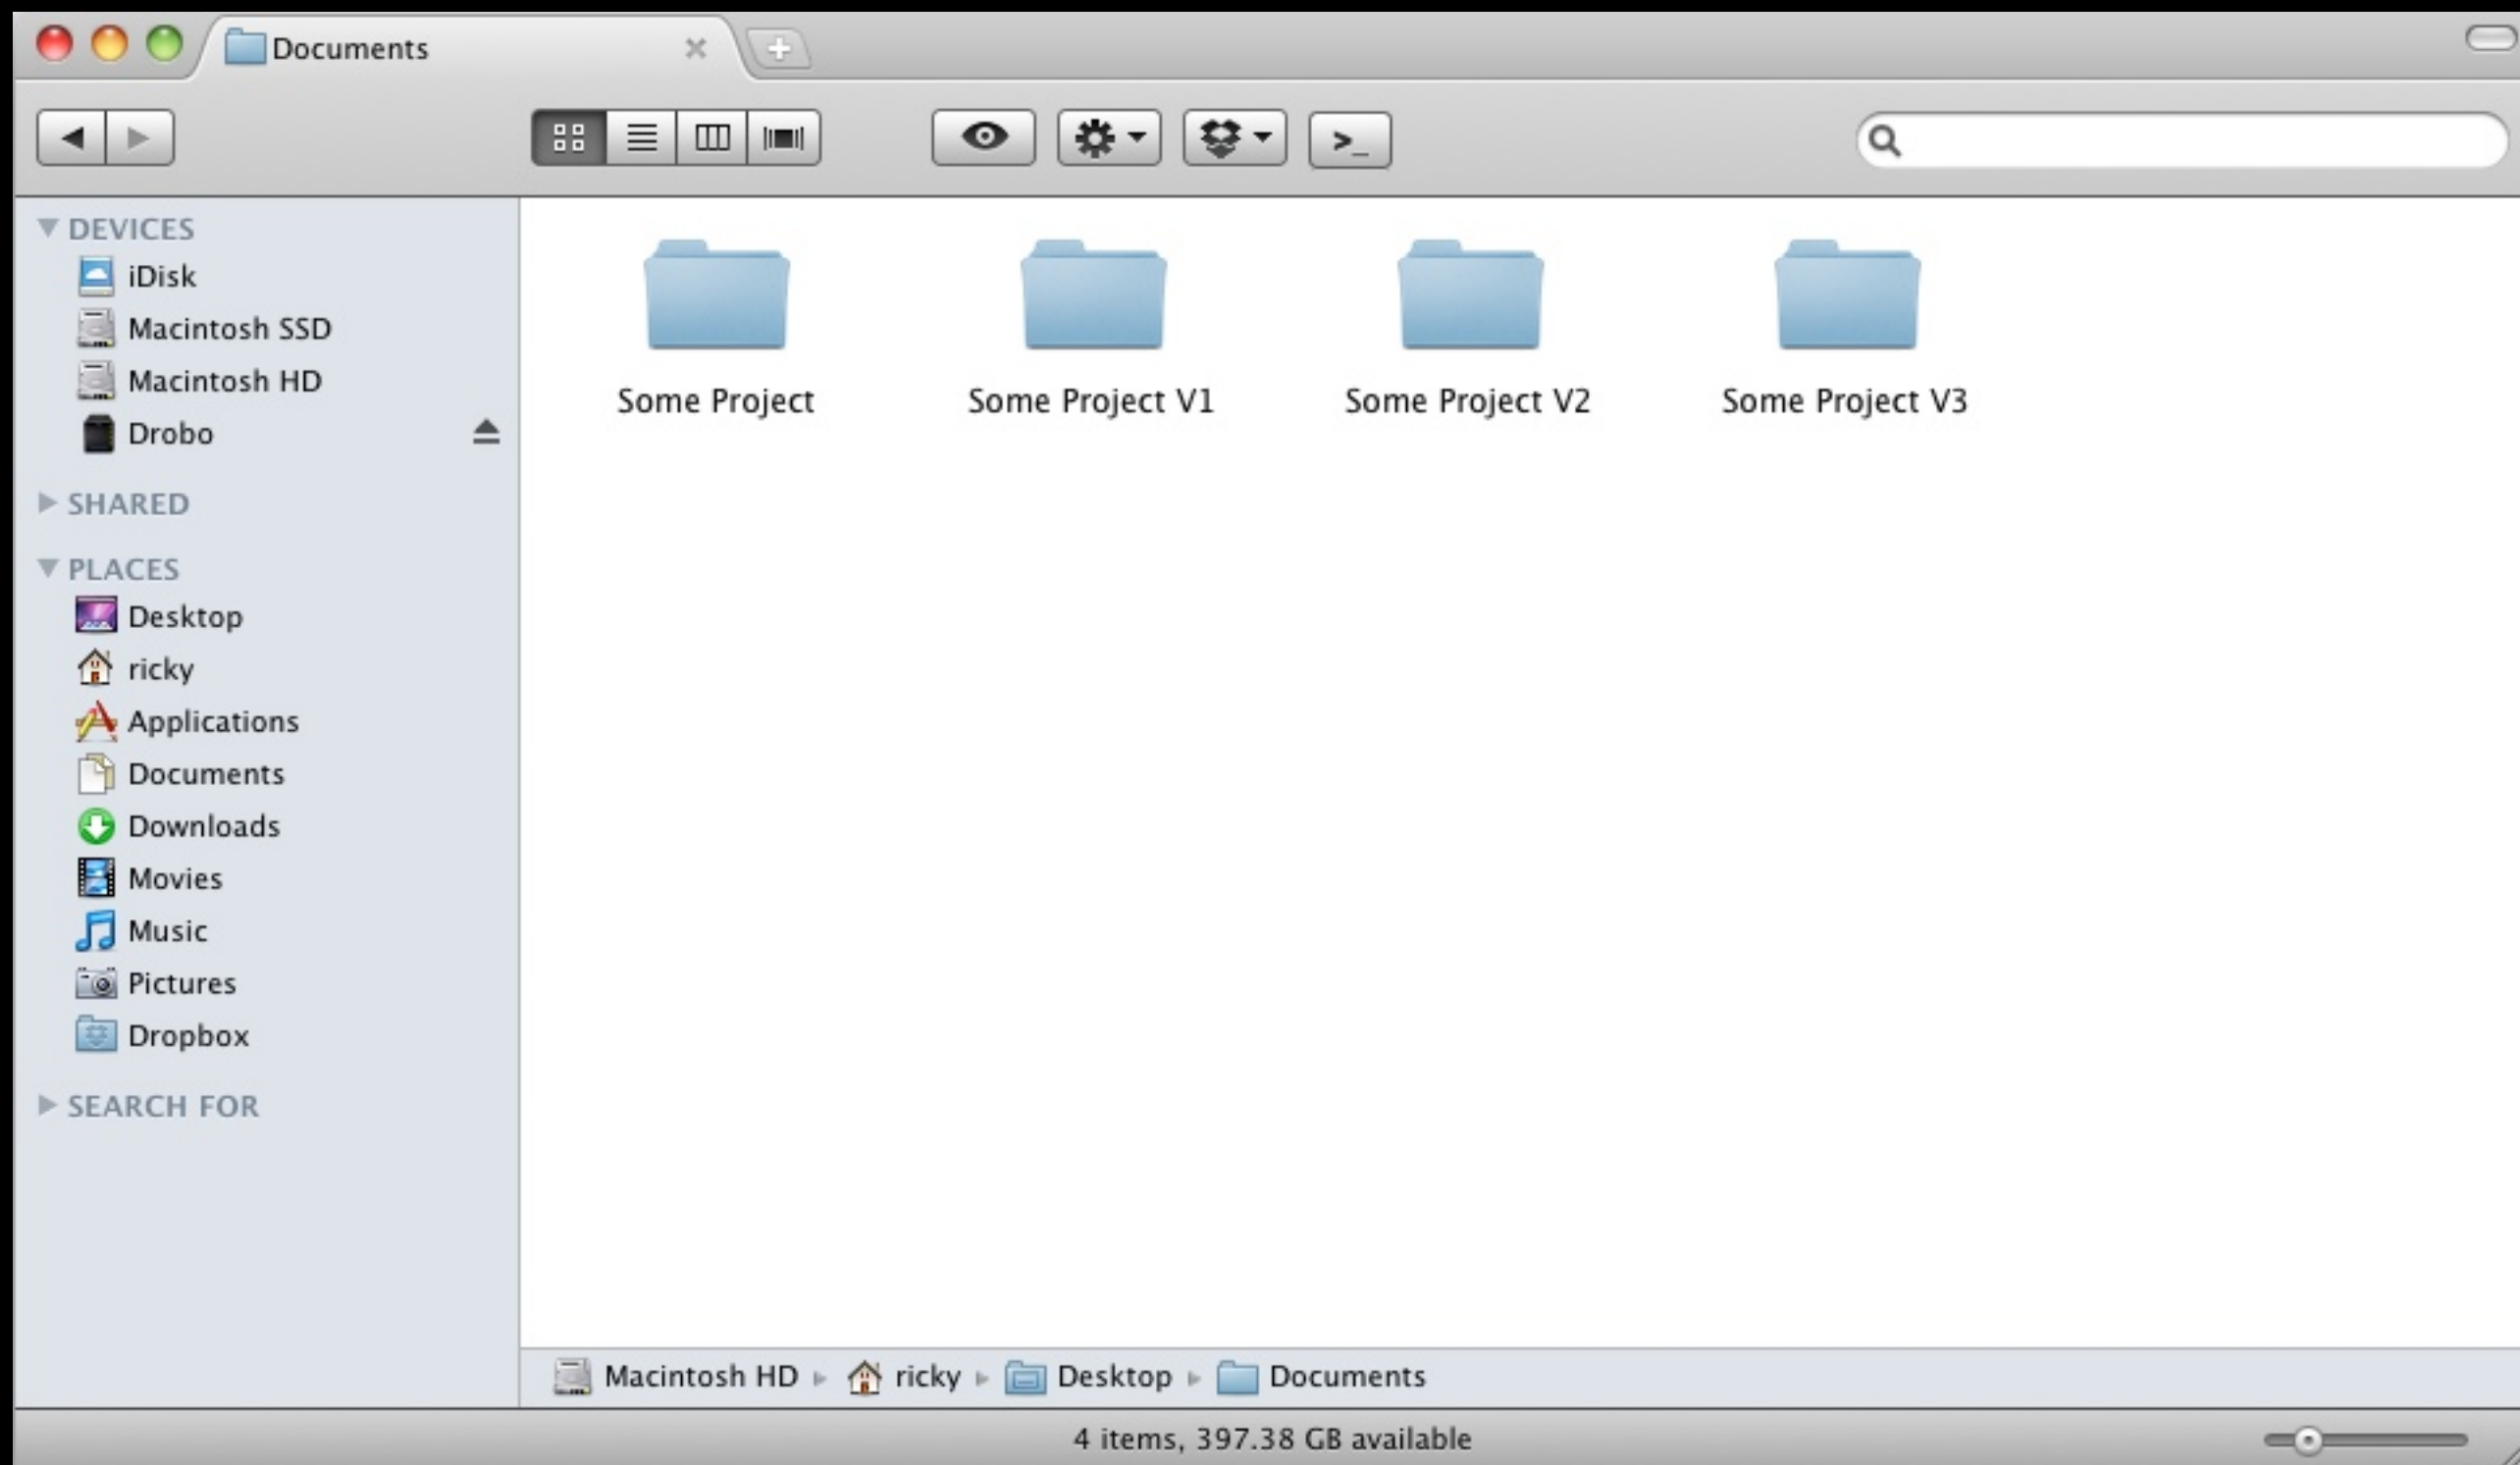 Documents
>_
DEVICES
iDisk
Macintosh SSD
Macintosh HD
Drobo
SHARED
PLACES
Desktop
ricky
Applications
Documents
Downloads
Movies
Music
Pictures
Dropbox
SEARCH FOR
Some Project
Some Project V1
Some Project V2
Some Project V3
Macintosh HD ricky Desktop Documents
4 items, 397.38 GB available